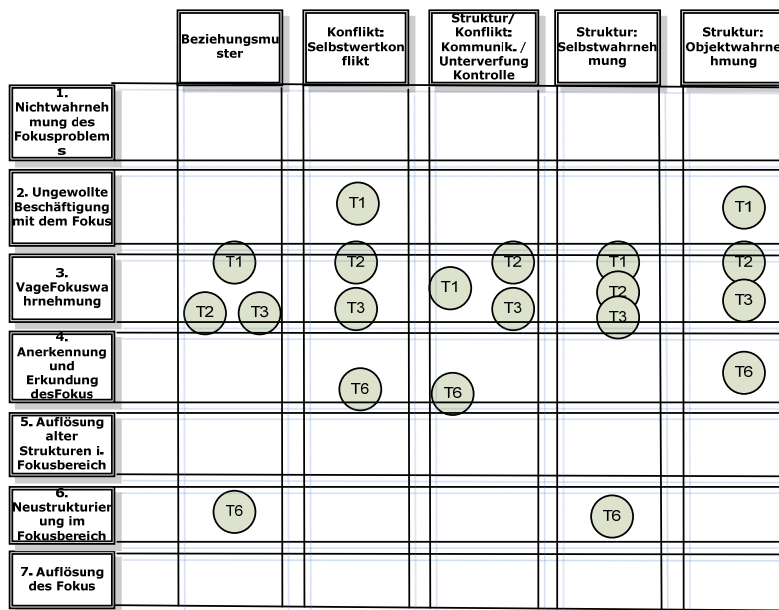 Beziehungsmu
ster
Konflikt:
Selbstwertkon
flikt
Struktur/
Konflikt:
Kommunik. /
Unterverfung
Kontrolle
Struktur:
Selbstwahrneh
mung
Struktur:
Objektwahrne
hmung
1.
Nichtwahrneh
mung des
Fokusproblem
s
2. Ungewollte
Beschäftigung
mit dem Fokus
T1
T1
3.
VageFokuswa
hrnehmung
T1
T2
T2
T1
T2
T1
T2
T3
T3
T3
T2
T3
T3
4.
Anerkennung
und
Erkundung
desFokus
T6
T6
T6
5. Auflösung
alter
Strukturen i-
Fokusbereich
6.
Neustrukturier
ung im
Fokusbereich
T6
T6
7. Auflösung
des Fokus